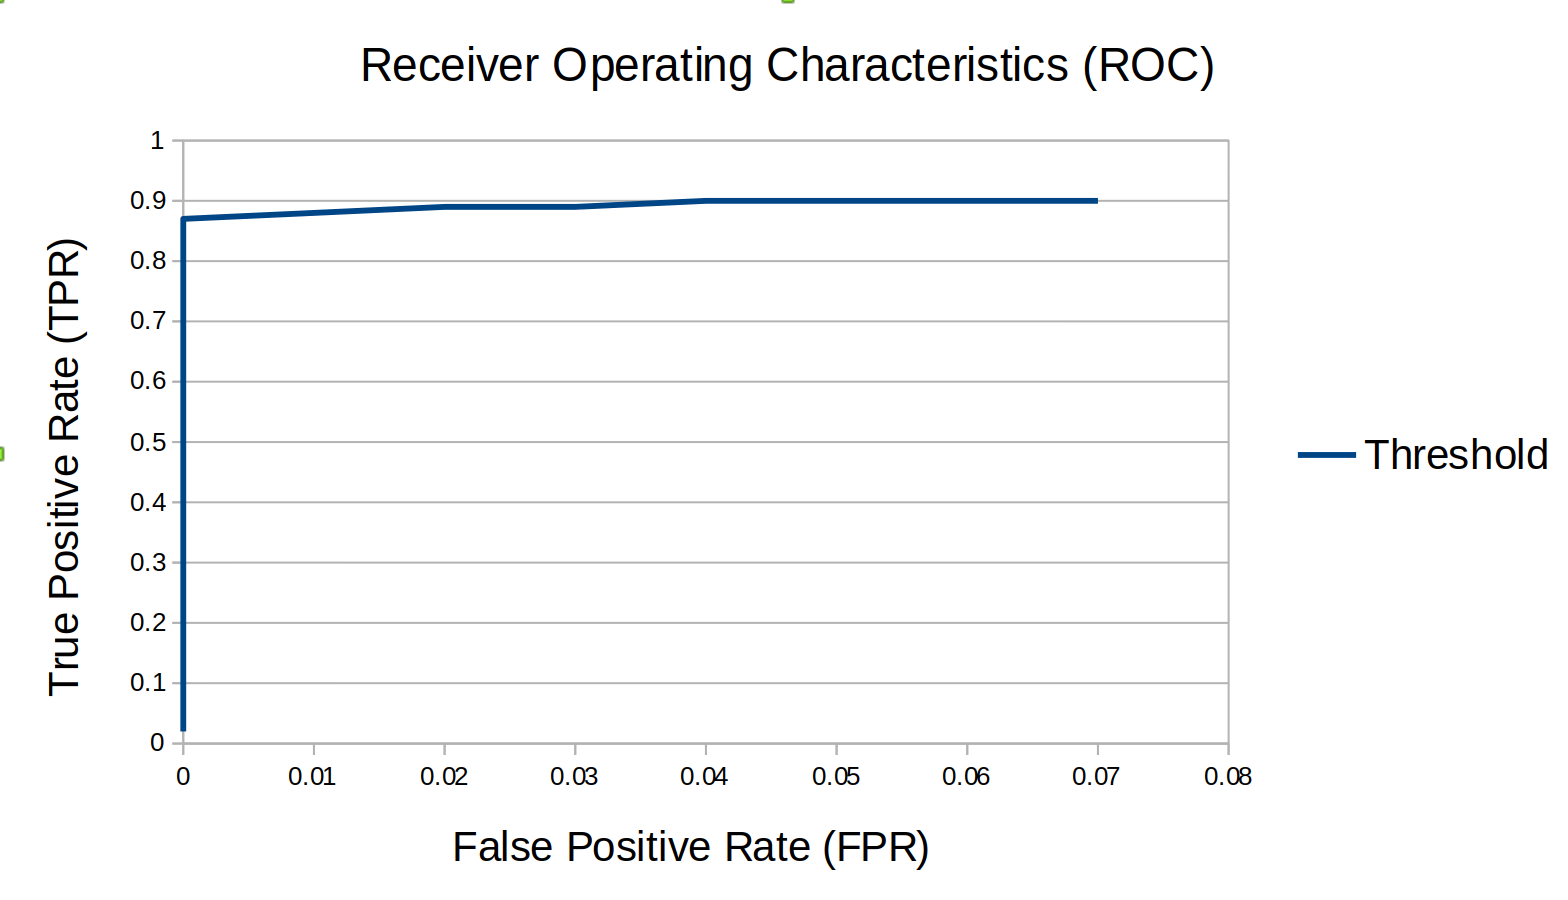 Receiver Operating Characteristics (ROC)
1
0.9
0.8
0.7
0.6
0.5
0.4
0.3
0.2
0.1
0
True Positive Rate (TPR)
0 0.01 0.02 0.03 0.04 0.05 0.06 0.07 0.08
False Positive Rate (FPR)
Threshold